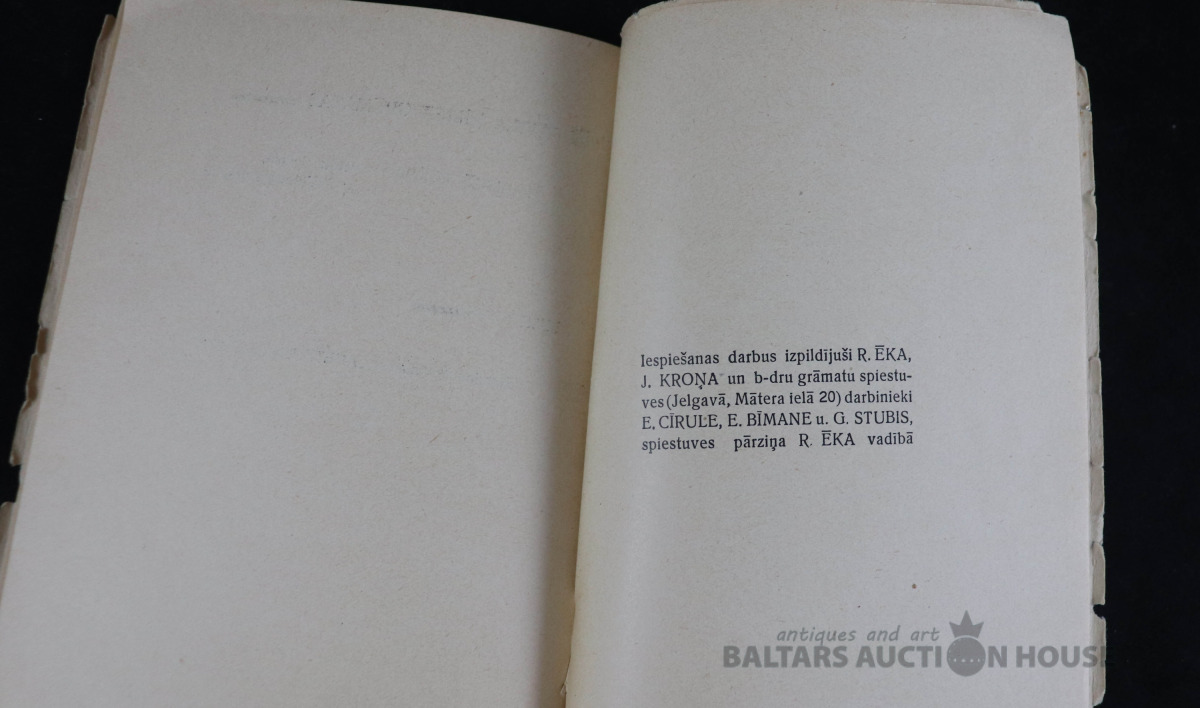 Iespiešanas darbus izpildījuši R. ĒKA,
J. KROŅA un b-dru grāmatu spiestu-
ves (Jelgavā, Mātera ielā 20) darbinieki
E. CĪRULE, E. BĪMANE u. G. STUBIS,
spiestuves pārziņa R. ĒKA vadībā
antiques and art
BALTARS AUCTION HOUSE